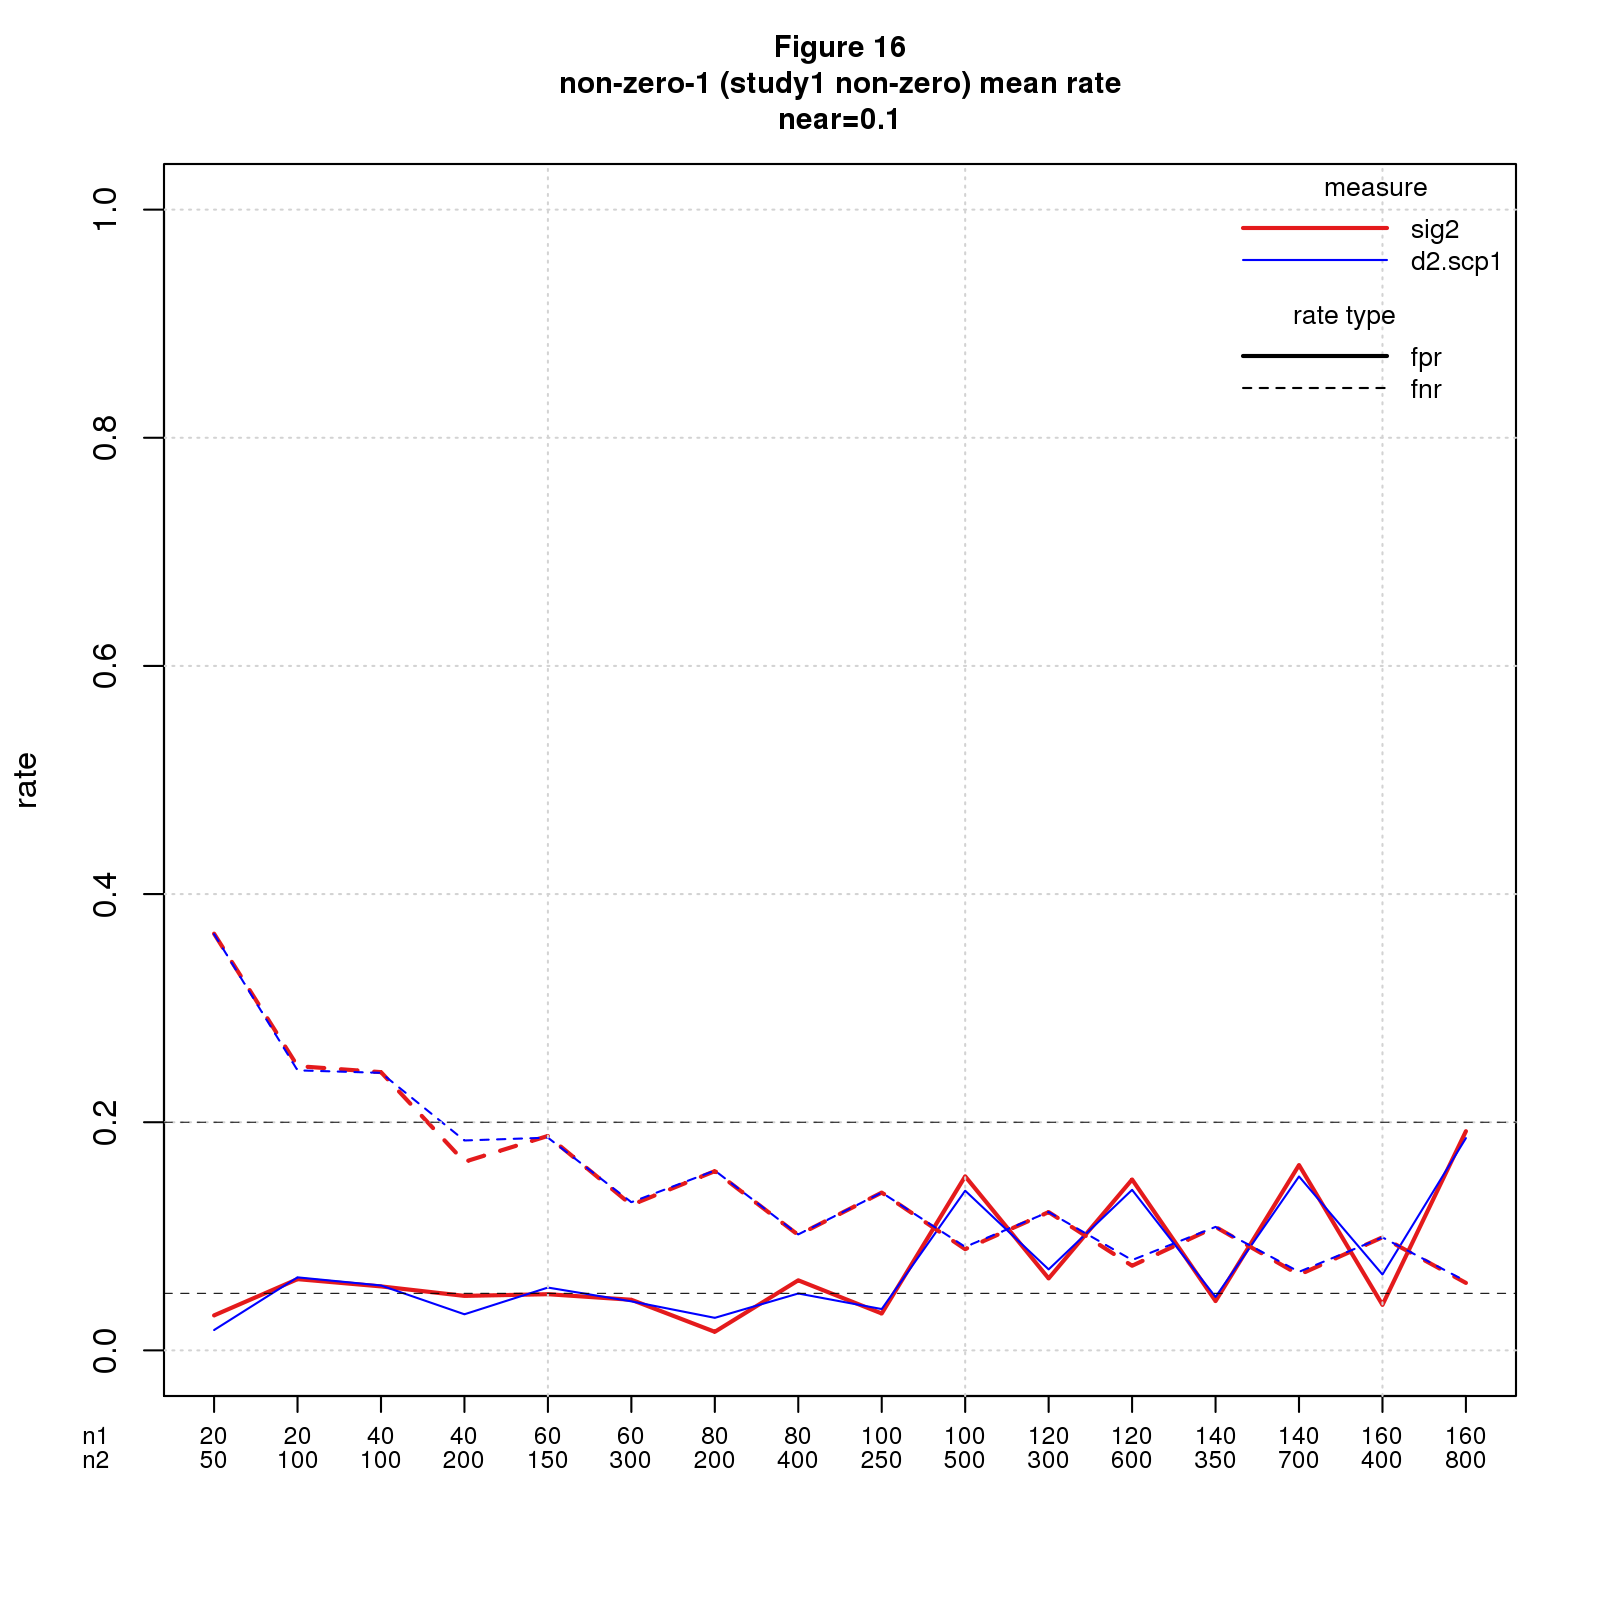 Figure 16
non-zero-1 (study1 non-zero) mean rate
near=0.1
measure
sig2
d2.scp1
rate type
fpr
fnr
rate
1.0
0.8
0.6
0.4
0.2
0.0
n1 20 20 40 40 60 60 80 80 100 100 120 120 140 140 160 160
n2 50 100 100 200 150 300 200 400 250 500 300 600 350 700 400 800